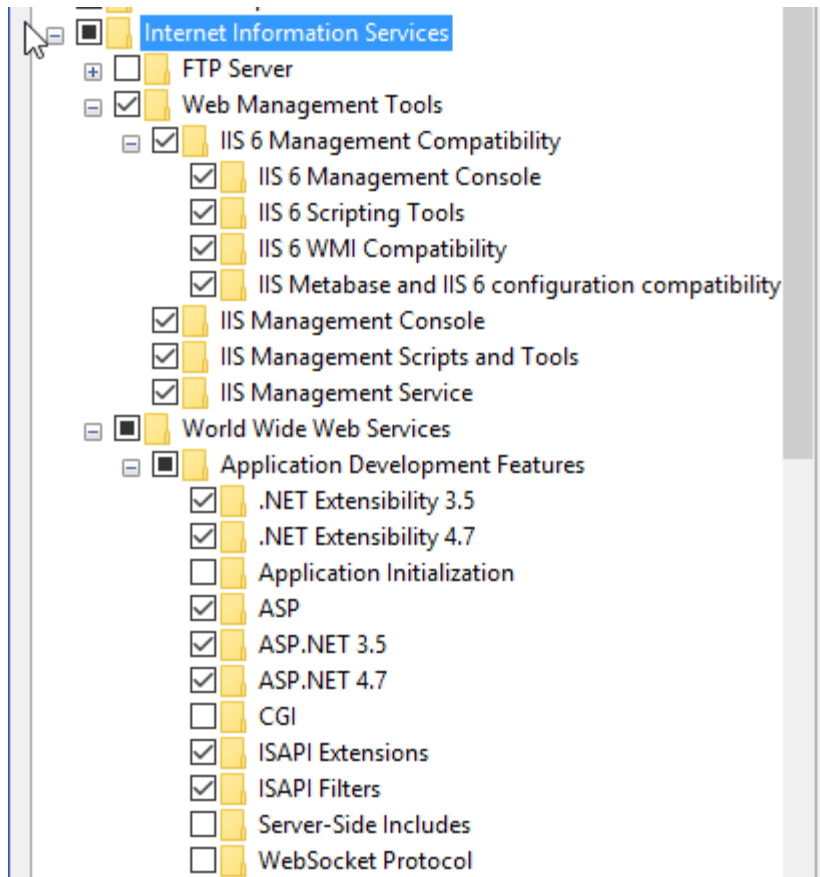 Internet Information Services
FTP Server
Web Management Tools
IIS 6 Management Compatibility
IIS 6 Management Console
IIS 6 Scripting Tools
IIS 6 WMI Compatibility
IIS Metabase and IIS 6 configuration compatibility
IIS Management Console
IIS Management Scripts and Tools
IIS Management Service
World Wide Web Services
Application Development Features
.NET Extensibility 3.5
.NET Extensibility 4.7
Application Initialization
ASP
ASP.NET 3.5
ASP.NET 4.7
CGI
ISAPI Extensions
ISAPI Filters
Server-Side Includes
WebSocket Protocol